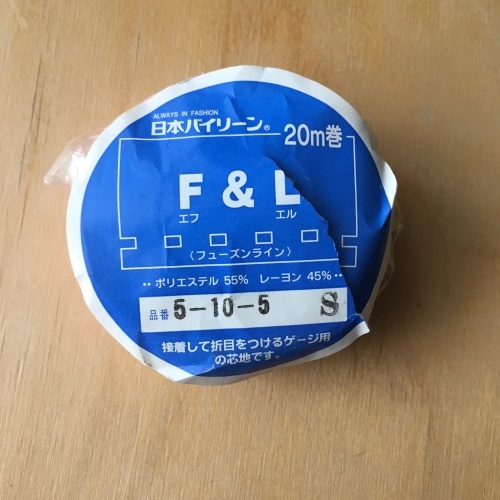 ALWAYS IN FASHION
日本バイリーン®
20m巻
F & L
エフ エル
〈フューズンライン〉
•• ポリエステル 55% レーヨン 45% ••
品番 5-10-5 S
接着して折目をつけるゲージ用
の芯地です。